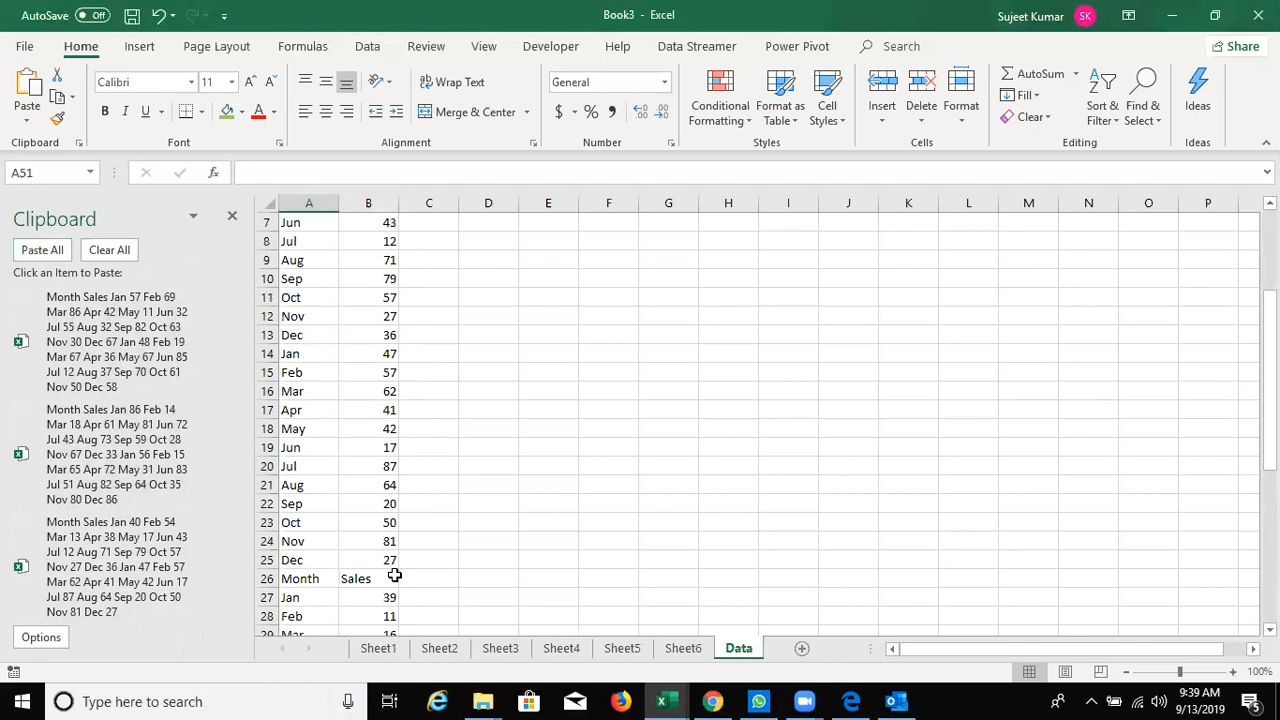 AutoSave Off
Book3 - Excel
Sujeet Kumar SK
File Home Insert Page Layout Formulas Data Review View Developer Help Data Streamer Power Pivot Search Share
Paste
Calibri 11
B I U
Wrap Text
Merge & Center
General
$ % ,
Conditional Formatting
Format as Table
Cell Styles
Insert Delete Format
AutoSum
Fill
Clear
Sort & Filter
Find & Select
Ideas
Clipboard Font Alignment Number Styles Cells Editing Ideas
A51 fx
Clipboard
Paste All Clear All
Click an Item to Paste:
Month Sales Jan 57 Feb 69
Mar 86 Apr 42 May 11 Jun 32
Jul 55 Aug 32 Sep 82 Oct 63
Nov 30 Dec 67 Jan 48 Feb 19
Mar 67 Apr 36 May 67 Jun 85
Jul 12 Aug 37 Sep 70 Oct 61
Nov 50 Dec 58
Month Sales Jan 86 Feb 14
Mar 18 Apr 61 May 81 Jun 72
Jul 43 Aug 73 Sep 59 Oct 28
Nov 67 Dec 33 Jan 56 Feb 15
Mar 65 Apr 72 May 31 Jun 83
Jul 51 Aug 82 Sep 64 Oct 35
Nov 80 Dec 86
Month Sales Jan 40 Feb 54
Mar 13 Apr 38 May 17 Jun 43
Jul 12 Aug 71 Sep 79 Oct 57
Nov 27 Dec 36 Jan 47 Feb 57
Mar 62 Apr 41 May 42 Jun 17
Jul 87 Aug 64 Sep 20 Oct 50
Nov 81 Dec 27
Options
A B C D E F G H I J K L M N O P
7 Jun 43
8 Jul 12
9 Aug 71
10 Sep 79
11 Oct 57
12 Nov 27
13 Dec 36
14 Jan 47
15 Feb 57
16 Mar 62
17 Apr 41
18 May 42
19 Jun 17
20 Jul 87
21 Aug 64
22 Sep 20
23 Oct 50
24 Nov 81
25 Dec 27
26 Month Sales
27 Jan 39
28 Feb 11
29 Mar 16
Sheet1 Sheet2 Sheet3 Sheet4 Sheet5 Sheet6 Data
100%
Type here to search
9:39 AM
9/13/2019
5